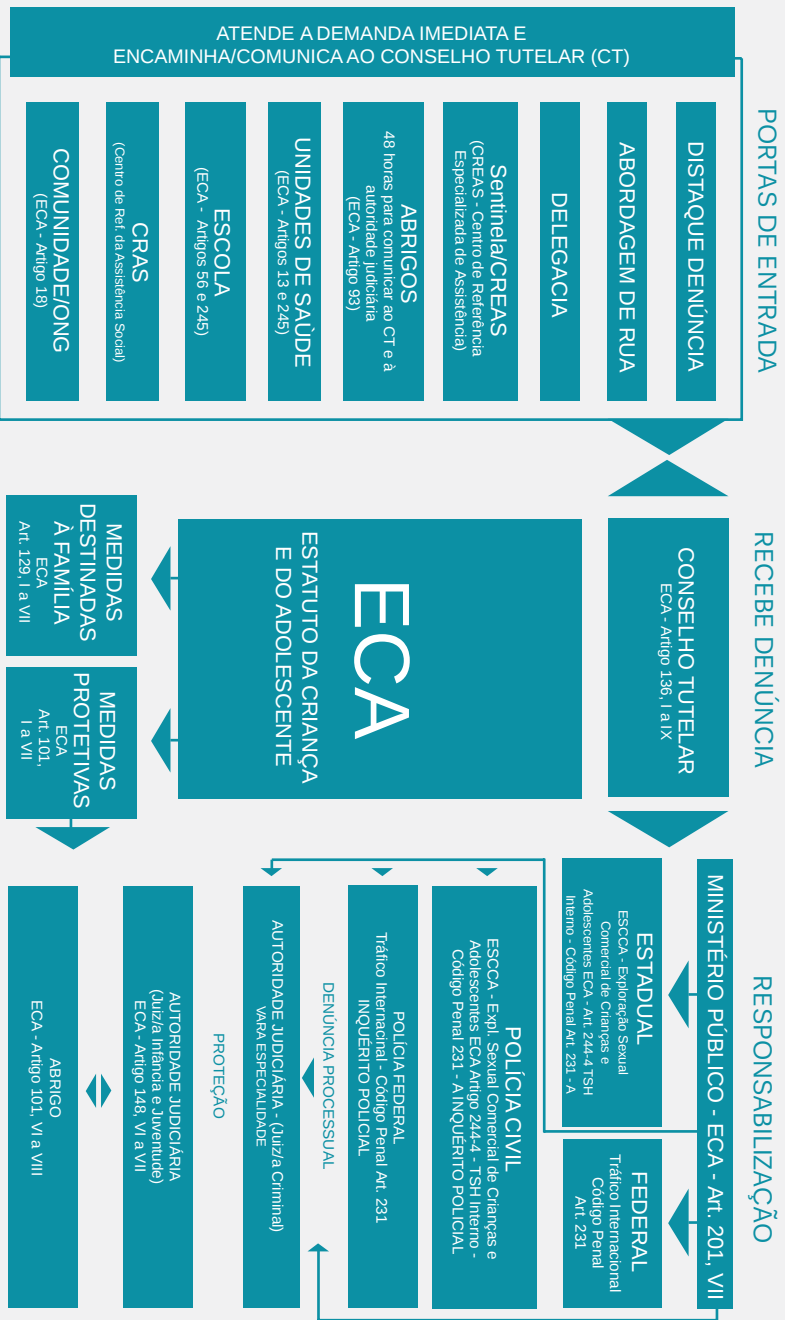 PORTAS DE ENTRADA
DISTAQUE DENÚNCIA
ABORDAGEM DE RUA
DELEGACIA
Sentinela/CREAS
(CREAS - Centro de Referência
Especializada de Assistência)
ABRIGOS
48 horas para comunicar ao CT e à
autoridade judiciária
(ECA - Artigo 93)
UNIDADES DE SAÙDE
(ECA - Artigos 13 e 245)
ESCOLA
(ECA - Artigos 56 e 245)
CRAS
(Centro de Ref. da Assistência Social)
COMUNIDADE/ONG
(ECA - Artigo 18)
ATENDE A DEMANDA IMEDIATA E
ENCAMINHA/COMUNICA AO CONSELHO TUTELAR (CT)
RECEBE DENÚNCIA
CONSELHO TUTELAR
ECA - Artigo 136, I a IX
ECA
ESTATUTO DA CRIANÇA
E DO ADOLESCENTE
MEDIDAS
DESTINADAS
À FAMÍLIA
ECA
Art. 129, I a VII
MEDIDAS
PROTETIVAS
ECA
Art. 101,
I a VII
RESPONSABILIZAÇÃO
MINISTÉRIO PÚBLICO - ECA - Art. 201, VII
ESTADUAL
ESCCA - Exploração Sexual
Comercial de Crianças e
Adolescentes ECA - Art. 244-4 TSH
Interno - Código Penal Art. 231 - A
FEDERAL
Tráfico Internacional
Código Penal
Art. 231
POLÍCIA CIVIL
ESCCA - Expl. Sexual Comercial de Crianças e
Adolescentes ECA Artigo 244-4 - TSH Interno -
Código Penal 231 - A INQUÉRITO POLICIAL
POLÍCIA FEDERAL
Tráfico Internacinal - Código Penal Art. 231
INQUÉRITO POLICIAL
DENÚNCIA PROCESSUAL
AUTORIDADE JUDICIÁRIA - (Juiz/a Criminal)
VARA ESPECIALIDADE
PROTEÇÃO
AUTORIDADE JUDICIÁRIA
(Juiz/a Infância e Juventude)
ECA - Artigo 148, VI a VII
ABRIGO
ECA - Artigo 101, VI a VIII